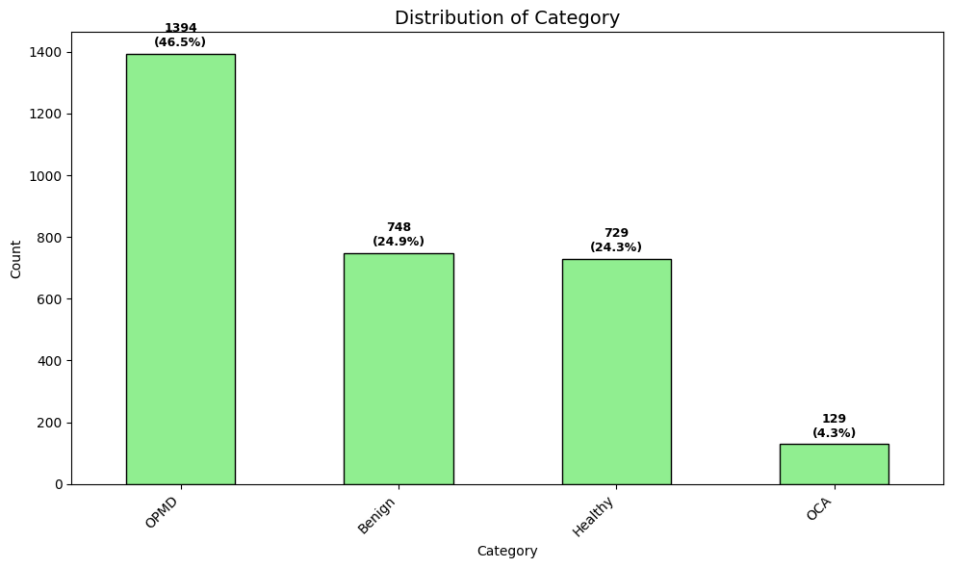 Distribution of Category
1394
(46.5%)
748
(24.9%)
729
(24.3%)
129
(4.3%)
1400
1200
1000
800
600
400
200
0
Count
OPMD
Benign
Healthy
OCA
Category